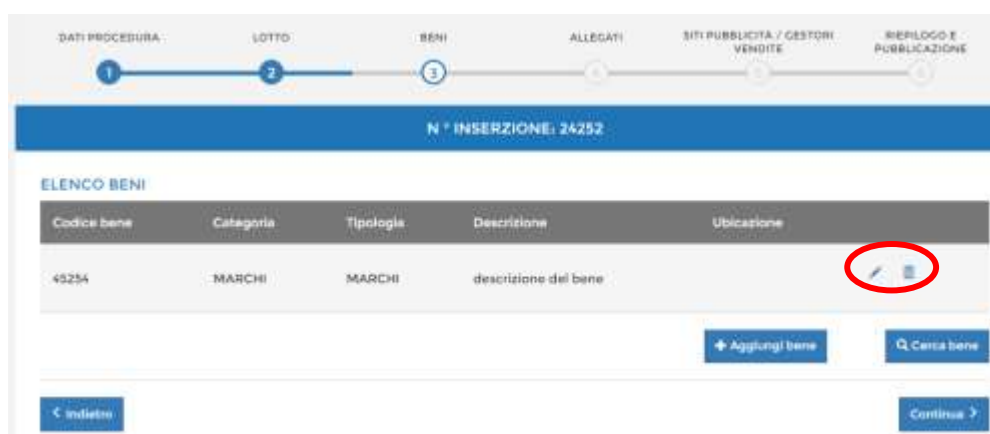 DATI PROCEDURA LOTTO BENI ALLEGATI SITI PUBBLICITÀ / GESTORI VENDITE RIEPILOGO E PUBBLICAZIONE
1 2 3
N° INSERZIONE: 24252
ELENCO BENI
Codice bene Categoria Tipologia Descrizione Ubicazione
45254 MARCHI MARCHI descrizione del bene
+ Aggiungi bene Cerca bene
< Indietro Continua >